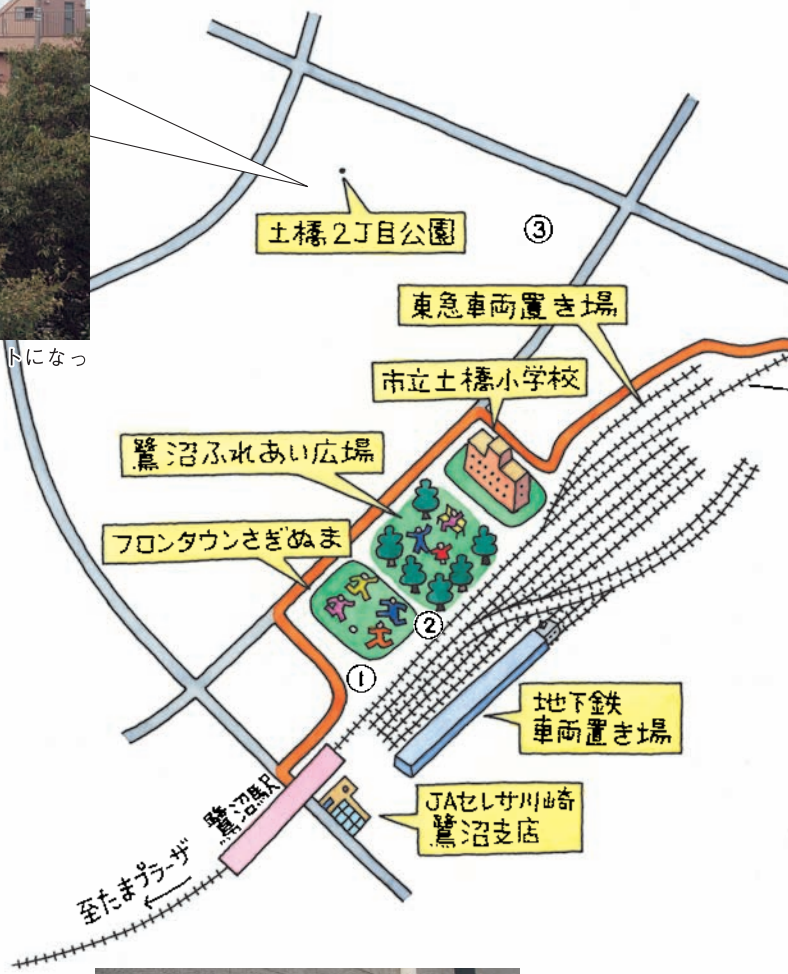 トになっ
土橋2丁目公園
③
東急車両置き場
市立土橋小学校
鷺沼ふれあい広場
フロンタウンさぎぬま
②
①
地下鉄
車両置き場
鷺沼駅
JAセレサ川崎
鷺沼支店
至たまプラーザ